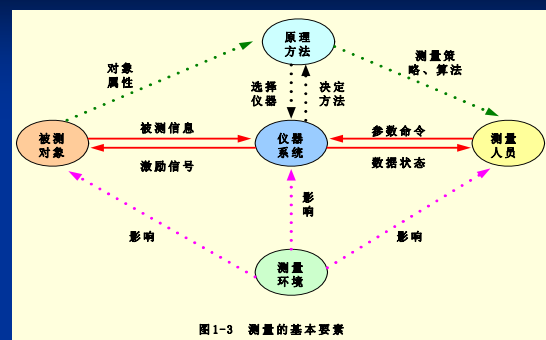 原理
方法
对象
属性
选择
仪器
决定
方法
测量策
略、算法
被测
对象
被测信息
激励信号
仪器
系统
参数命令
数据状态
测量
人员
影响
影响
影响
测量
环境
图1-3 测量的基本要素